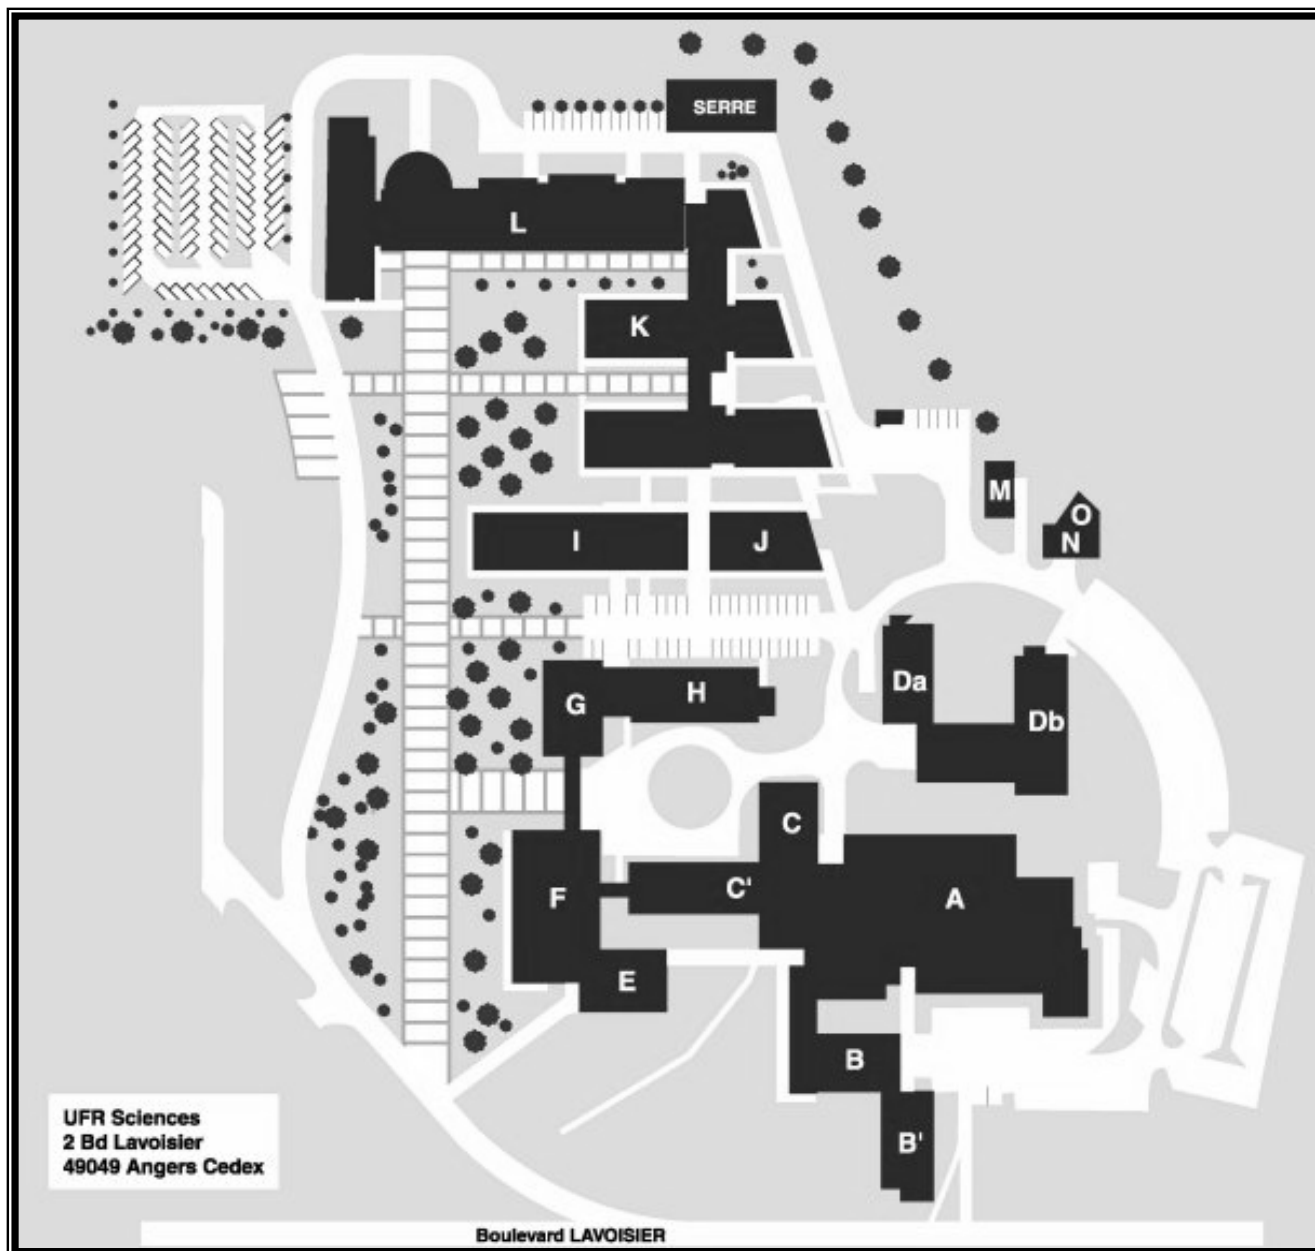 SERRE
L
K
M
O
N
I
J
Da
Db
G
H
C
C'
A
F
E
B
B'
UFR Sciences
2 Bd Lavoisier
49049 Angers Cedex
Boulevard LAVOISIER